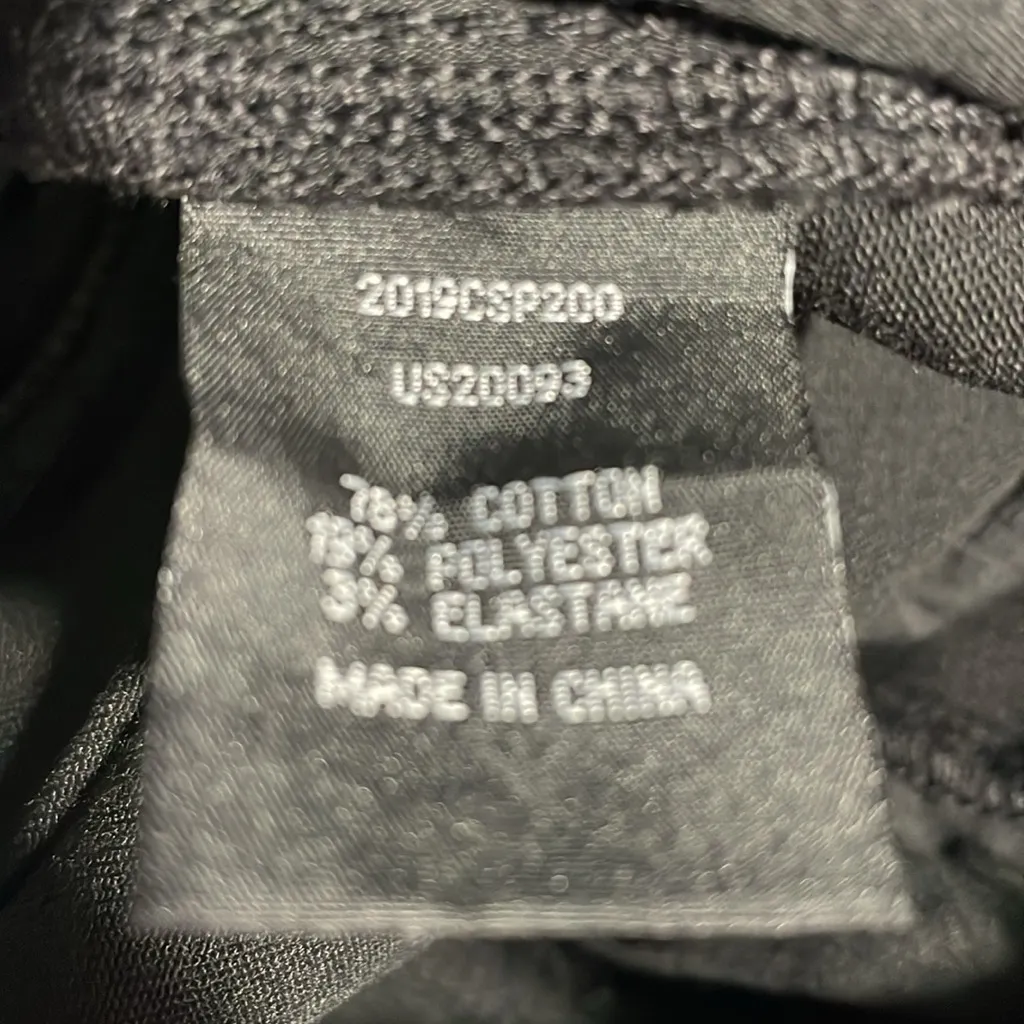 2019CSP200
US20093
78% COTTON
19% POLYESTER
3% ELASTANE
MADE IN CHINA